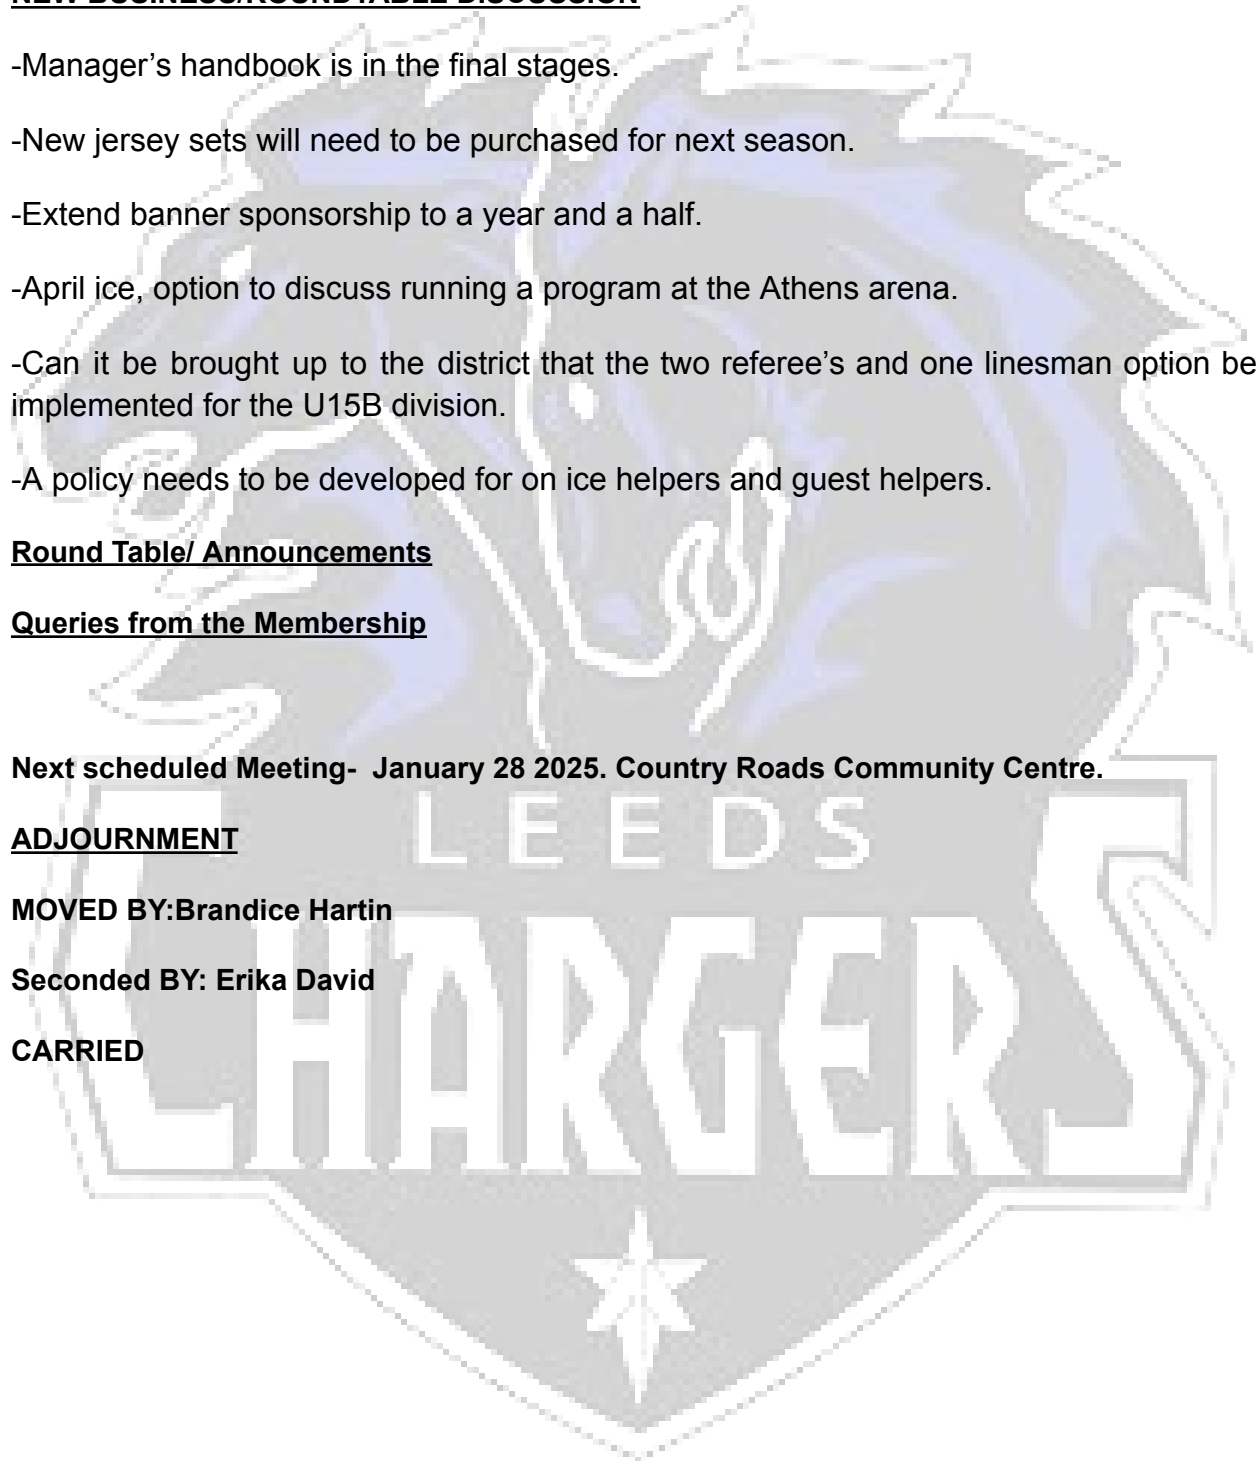 NEW BUSINESS/ROUNDTABLE DISCUSSION
-Manager’s handbook is in the final stages.
-New jersey sets will need to be purchased for next season.
-Extend banner sponsorship to a year and a half.
-April ice, option to discuss running a program at the Athens arena.
-Can it be brought up to the district that the two referee’s and one linesman option be
implemented for the U15B division.
-A policy needs to be developed for on ice helpers and guest helpers.
Round Table/ Announcements
Queries from the Membership
Next scheduled Meeting-  January 28 2025. Country Roads Community Centre.
LEEDS
ADJOURNMENT
MOVED BY:Brandice Hartin
CHARGERS
Seconded BY: Erika David
CARRIED